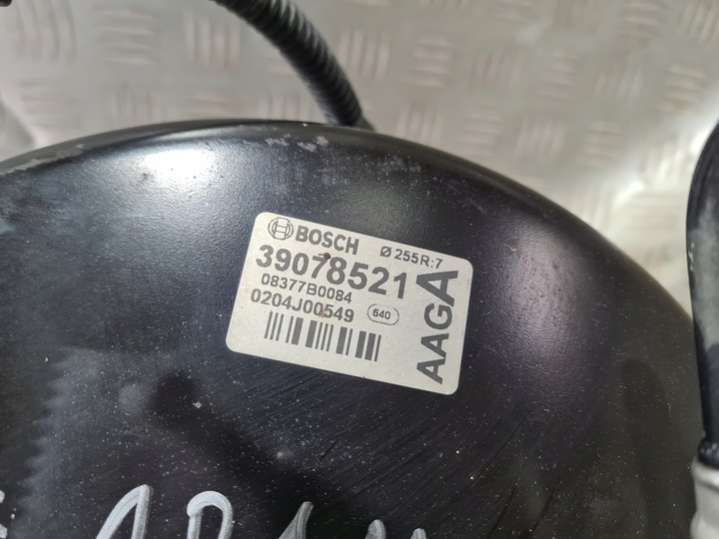 BOSCH Ø 255R:7
39078521
08377B0084
0204J00549 640
AAGA